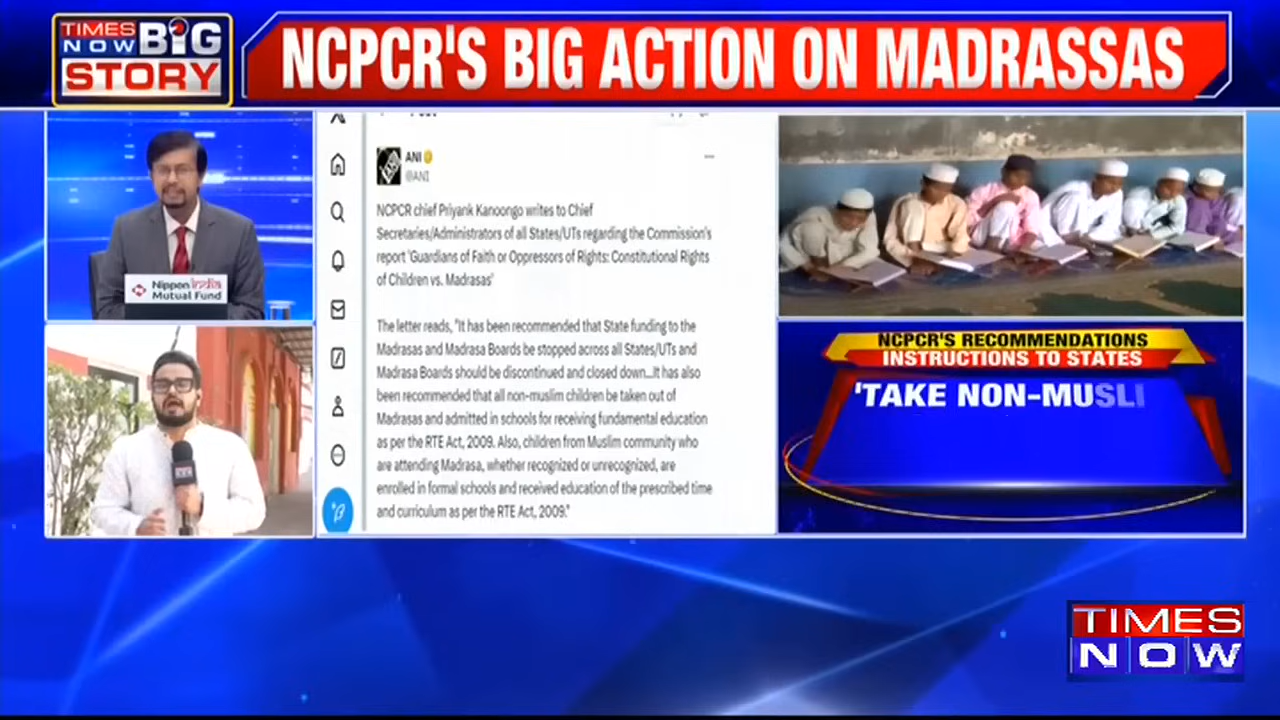 TIMES
NOW BIG
STORY
NCPCR'S BIG ACTION ON MADRASSAS
Nippon india
Mutual Fund
ANI
@ANI
NCPCR chief Priyank Kanoongo writes to Chief
Secretaries/Administrators of all States/UTs regarding the Commission's
report 'Guardians of Faith or Oppressors of Rights: Constitutional Rights
of Children vs. Madrasas'
The letter reads, "It has been recommended that State funding to the
Madrasas and Madrasa Boards be stopped across all States/UTs and
Madrasa Boards should be discontinued and closed down...It has also
been recommended that all non-muslim children be taken out of
Madrasas and admitted in schools for receiving fundamental education
as per the RTE Act, 2009. Also, children from Muslim community who
are attending Madrasa, whether recognized or unrecognized, are
enrolled in formal schools and received education of the prescribed time
and curriculum as per the RTE Act, 2009."
NCPCR'S RECOMMENDATIONS
INSTRUCTIONS TO STATES
'TAKE NON-MUSLI
TIMES
NOW